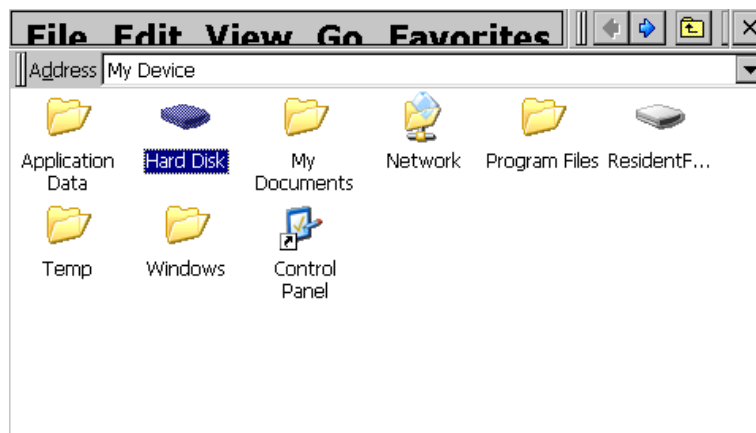 File Edit View Go Favorites
Address My Device
Application Data
Hard Disk
My Documents
Network
Program Files
ResidentF...
Temp
Windows
Control Panel